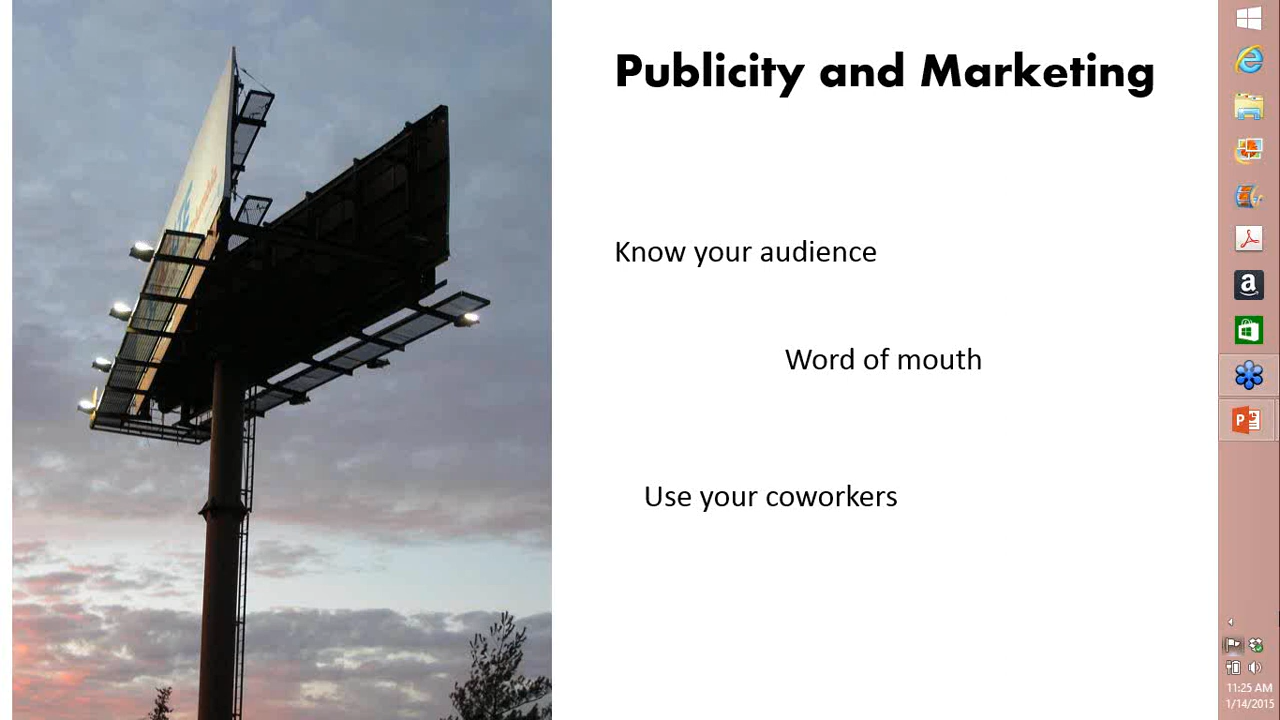 Publicity and Marketing
Know your audience
Word of mouth
Use your coworkers
11:25 AM
1/14/2015